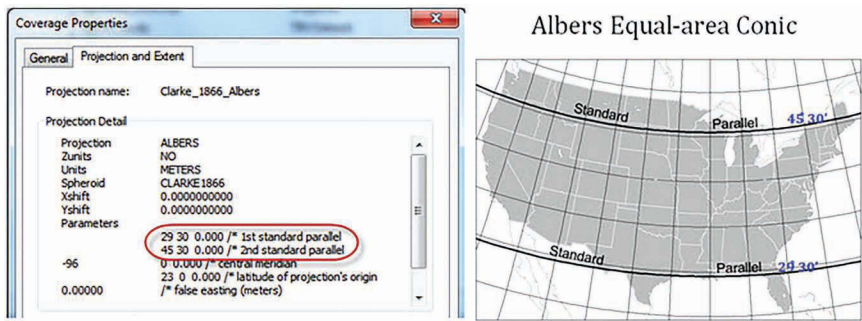 Coverage Properties
General
Projection and Extent
Projection name: Clarke_1866_Albers
Projection Detail
Projection ALBERS
Zunits NO
Units METERS
Spheroid CLARKE1866
Xshift 0.0000000000
Yshift 0.0000000000
Parameters
29 30 0.000 /* 1st standard parallel
45 30 0.000 /* 2nd standard parallel
-96 0 0.000 /* central meridian
23 0 0.000 /* latitude of projection's origin
0.00000 /* false easting (meters)
Albers Equal-area Conic
Standard Parallel 45 30'
Standard Parallel 29 30'